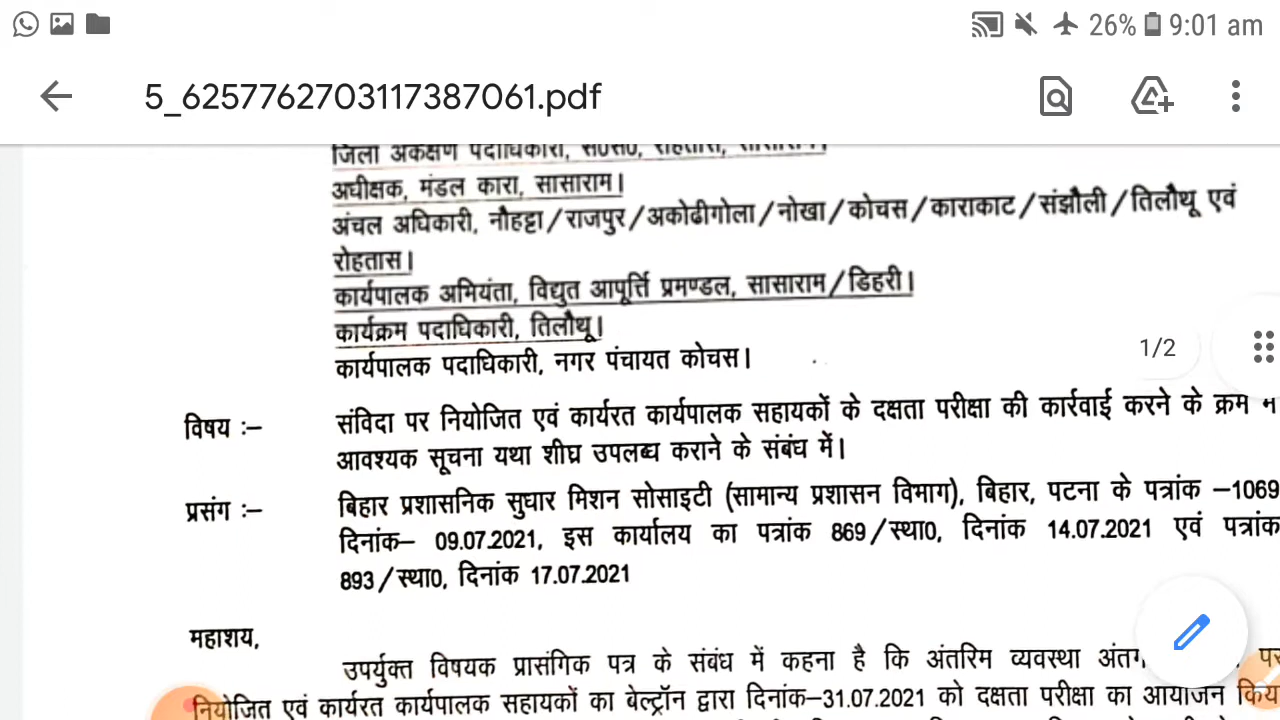 26% 9:01 am
5_6257762703117387061.pdf
जिला अंकेक्षण पदाधिकारी, स०स०, रोहतास,
अधीक्षक, मंडल कारा, सासाराम।
अंचल अधिकारी, नौहट्टा/राजपुर/अकोढीगोला/नोखा/कोचस/काराकाट/संझौली/तिलौथू एवं
रोहतास।
कार्यपालक अभियंता, विद्युत आपूर्त्ति प्रमण्डल, सासाराम/डिहरी।
कार्यक्रम पदाधिकारी, तिलौथू।
1/2
कार्यपालक पदाधिकारी, नगर पंचायत कोचस।
विषय :– संविदा पर नियोजित एवं कार्यरत कार्यपालक सहायकों के दक्षता परीक्षा की कार्रवाई करने के क्रम में
आवश्यक सूचना यथा शीघ्र उपलब्ध कराने के संबंध में।
प्रसंग :– बिहार प्रशासनिक सुधार मिशन सोसाइटी (सामान्य प्रशासन विभाग), बिहार, पटना के पत्रांक –1069
दिनांक– 09.07.2021, इस कार्यालय का पत्रांक 869/स्था0, दिनांक 14.07.2021 एवं पत्रांक
893/स्था0, दिनांक 17.07.2021
महाशय,
उपर्युक्त विषयक प्रासंगिक पत्र के संबंध में कहना है कि अंतरिम व्यवस्था पर
नियोजित एवं कार्यरत कार्यपालक सहायकों का बेल्ट्रॉन द्वारा दिनांक–31.07.2021 को दक्षता परीक्षा का आयोजन किया